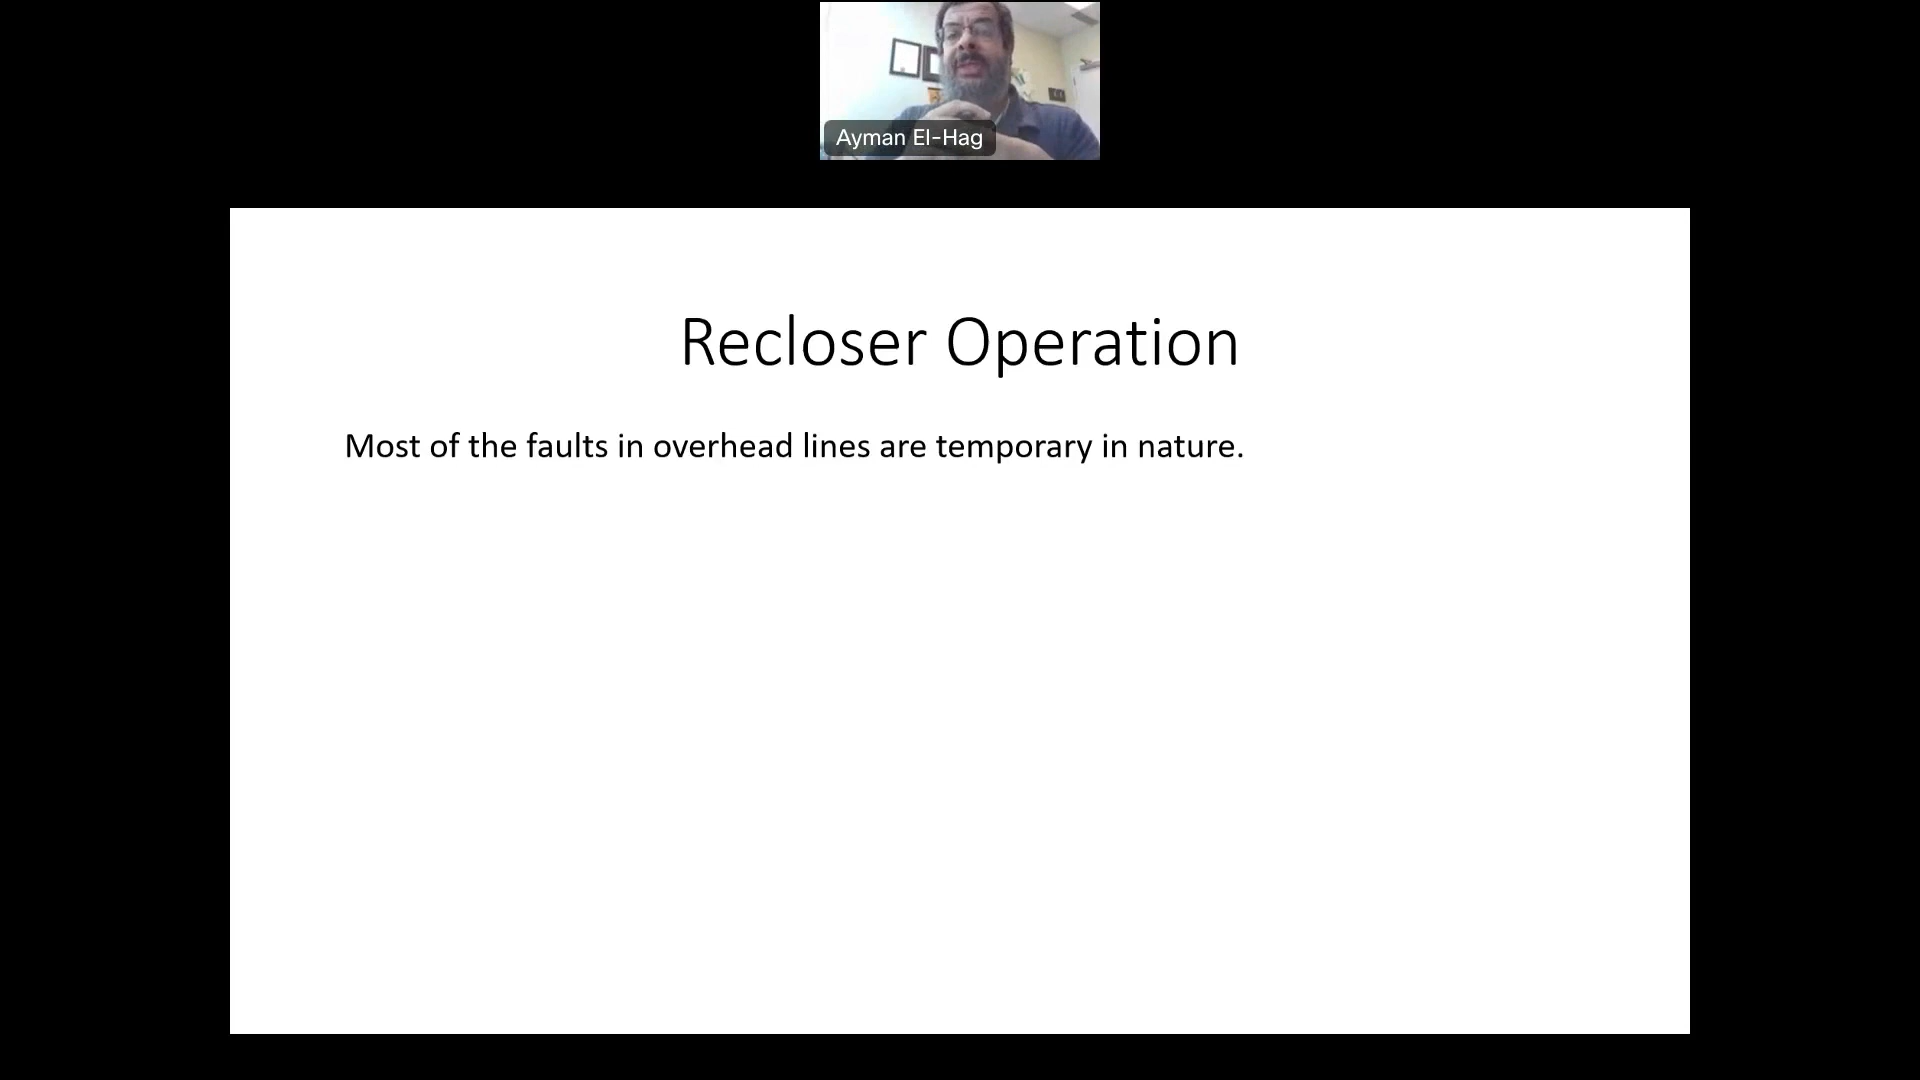 Ayman El-Hag
Recloser Operation
Most of the faults in overhead lines are temporary in nature.